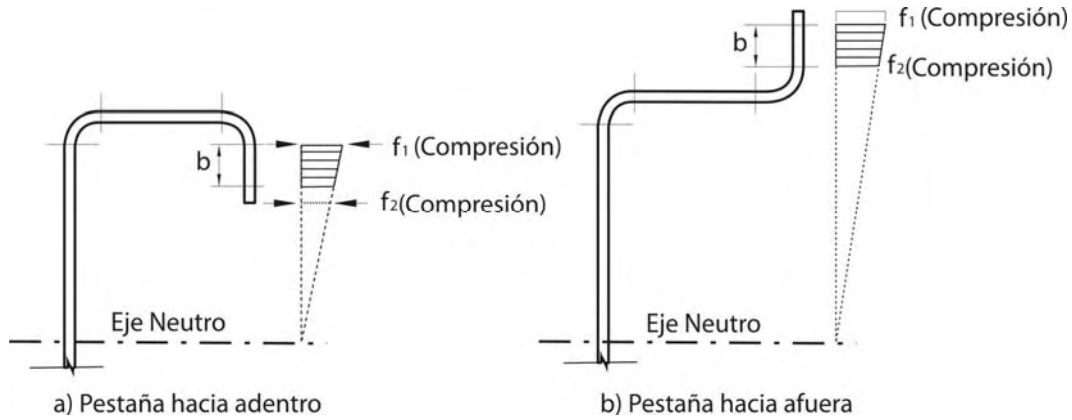 b
f₁ (Compresión)
f₂(Compresión)
Eje Neutro
a) Pestaña hacia adentro
b
f₁ (Compresión)
f₂(Compresión)
Eje Neutro
b) Pestaña hacia afuera